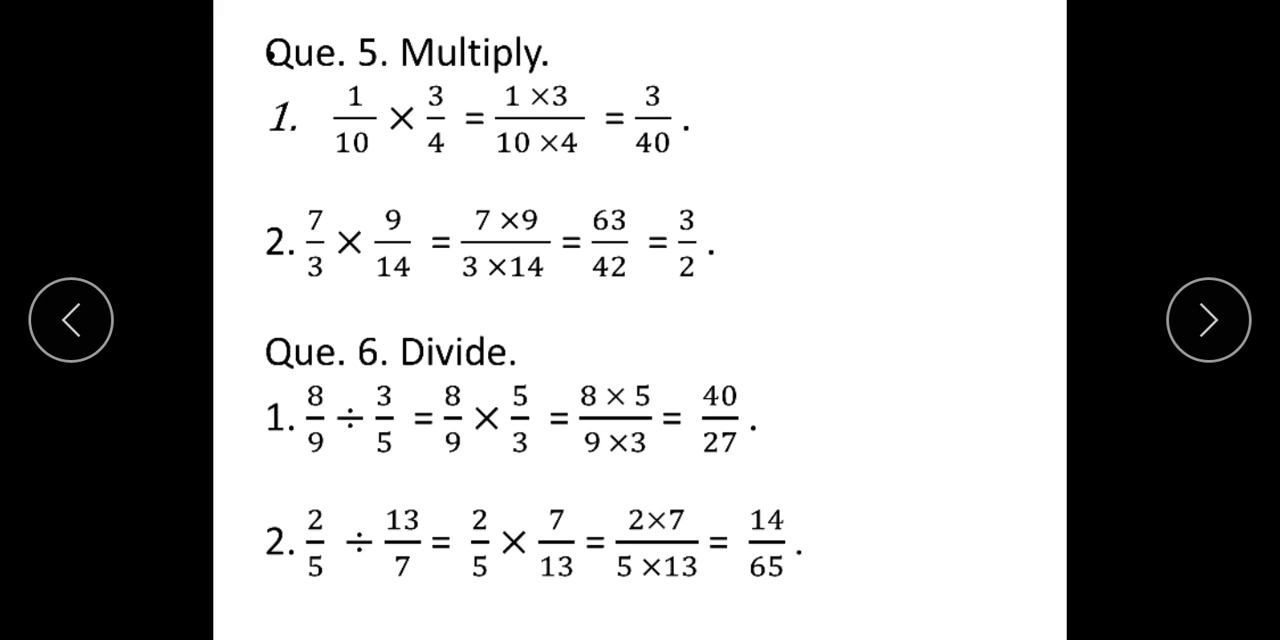 Que. 5. Multiply.
1. 1/10 × 3/4 = 1 ×3/10 ×4 = 3/40 .
2. 7/3 × 9/14 = 7 ×9/3 ×14 = 63/42 = 3/2 .
Que. 6. Divide.
1. 8/9 ÷ 3/5 = 8/9 × 5/3 = 8 × 5/9 ×3 = 40/27 .
2. 2/5 ÷ 13/7 = 2/5 × 7/13 = 2×7/5 ×13 = 14/65 .